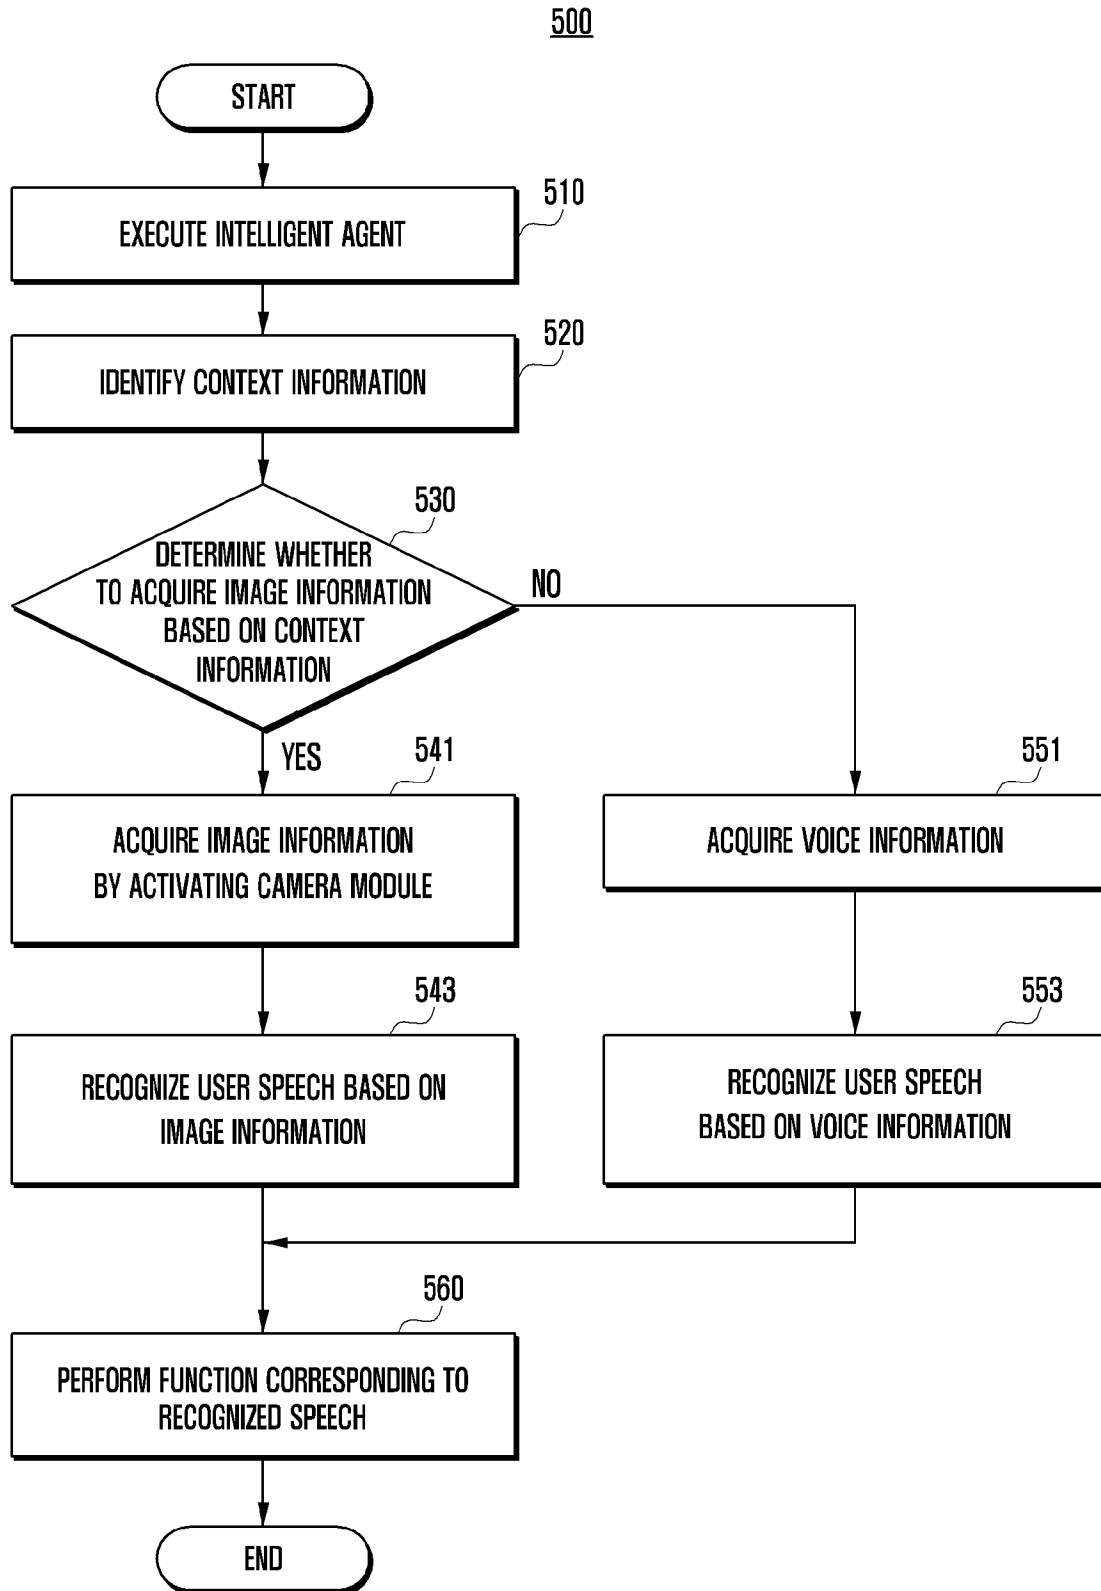 500
START
510
EXECUTE INTELLIGENT AGENT
520
IDENTIFY CONTEXT INFORMATION
530
DETERMINE WHETHER
TO ACQUIRE IMAGE INFORMATION
BASED ON CONTEXT
INFORMATION
NO
YES
541
ACQUIRE IMAGE INFORMATION
BY ACTIVATING CAMERA MODULE
551
ACQUIRE VOICE INFORMATION
543
RECOGNIZE USER SPEECH BASED ON
IMAGE INFORMATION
553
RECOGNIZE USER SPEECH
BASED ON VOICE INFORMATION
560
PERFORM FUNCTION CORRESPONDING TO
RECOGNIZED SPEECH
END